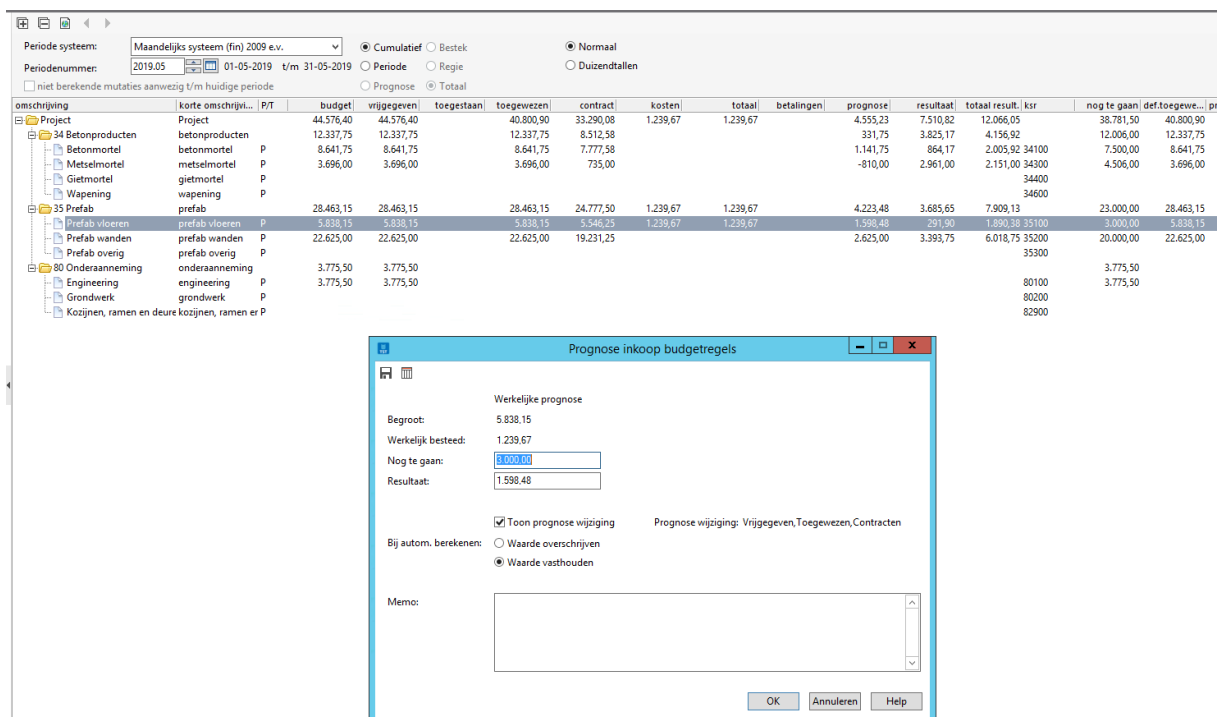 Periode systeem: Maandelijks systeem (fin) 2009 e.v. Cumulatief Bestek Normaal
Periodenummer: 2019.05 01-05-2019 t/m 31-05-2019 Periode Regie Duizendtallen
niet berekende mutaties aanwezig t/m huidige periode Prognose Totaal
omschrijving korte omschrijvi... P/T budget vrijgegeven toegestaan toegewezen contract kosten totaal betalingen prognose resultaat totaal result. ksr nog te gaan def.toegewe... pr
Project Project 44.576,40 44.576,40 40.800,90 33.290,08 1.239,67 1.239,67 4.555,23 7.510,82 12.066,05 38.781,50 40.800,90
34 Betonproducten betonproducten 12.337,75 12.337,75 12.337,75 8.512,58 331,75 3.825,17 4.156,92 12.006,00 12.337,75
Betonmortel betonmortel P 8.641,75 8.641,75 8.641,75 7.777,58 1.141,75 864,17 2.005,92 34100 7.500,00 8.641,75
Metselmortel metselmortel P 3.696,00 3.696,00 3.696,00 735,00 -810,00 2.961,00 2.151,00 34300 4.506,00 3.696,00
Gietmortel gietmortel P 34400
Wapening wapening P 34600
35 Prefab prefab 28.463,15 28.463,15 28.463,15 24.777,50 1.239,67 1.239,67 4.223,48 3.685,65 7.909,13 23.000,00 28.463,15
Prefab vloeren prefab vloeren P 5.838,15 5.838,15 5.838,15 5.546,25 1.239,67 1.239,67 1.598,48 291,90 1.890,38 35100 3.000,00 5.838,15
Prefab wanden prefab wanden P 22.625,00 22.625,00 22.625,00 19.231,25 2.625,00 3.393,75 6.018,75 35200 20.000,00 22.625,00
Prefab overig prefab overig P 35300
80 Onderaanneming onderaanneming 3.775,50 3.775,50 3.775,50
Engineering engineering P 3.775,50 3.775,50 80100 3.775,50
Grondwerk grondwerk P 80200
Kozijnen, ramen en deure kozijnen, ramen er P 82900
Prognose inkoop budgetregels
Werkelijke prognose
Begroot: 5.838,15
Werkelijk besteed: 1.239,67
Nog te gaan: 3.000,00
Resultaat: 1.598,48
Toon prognose wijziging Prognose wijziging: Vrijgegeven,Toegewezen,Contracten
Bij autom. berekenen: Waarde overschrijven
Waarde vasthouden
Memo:
OK Annuleren Help